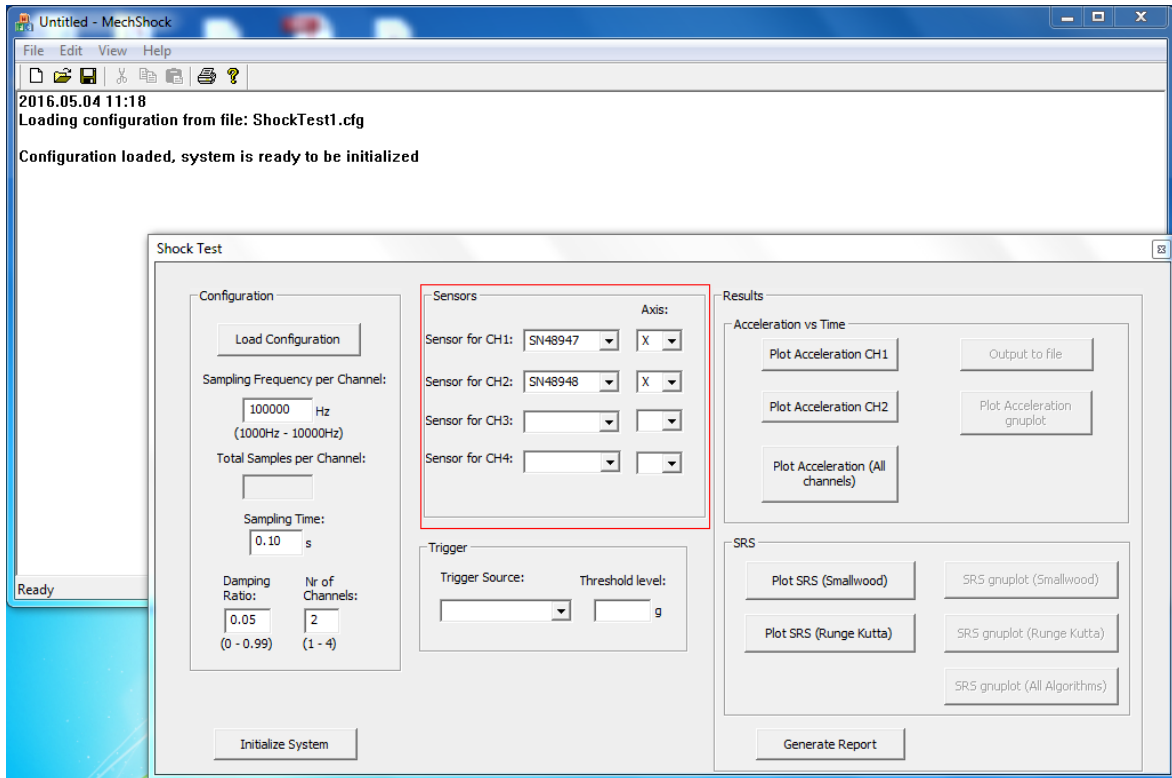 Untitled - MechShock
File Edit View Help
2016.05.04 11:18
Loading configuration from file: ShockTest1.cfg
Configuration loaded, system is ready to be initialized
Ready
Shock Test
Configuration
Load Configuration
Sampling Frequency per Channel:
100000 Hz
(1000Hz - 10000Hz)
Total Samples per Channel:
Sampling Time:
0.10 s
Damping
Ratio:
0.05
(0 - 0.99)
Nr of
Channels:
2
(1 - 4)
Initialize System
Sensors
Axis:
Sensor for CH1: SN48947 X
Sensor for CH2: SN48948 X
Sensor for CH3:
Sensor for CH4:
Trigger
Trigger Source:
Threshold level:
g
Results
Acceleration vs Time
Plot Acceleration CH1
Output to file
Plot Acceleration CH2
Plot Acceleration
gnuplot
Plot Acceleration (All
channels)
SRS
Plot SRS (Smallwood)
SRS gnuplot (Smallwood)
Plot SRS (Runge Kutta)
SRS gnuplot (Runge Kutta)
SRS gnuplot (All Algorithms)
Generate Report